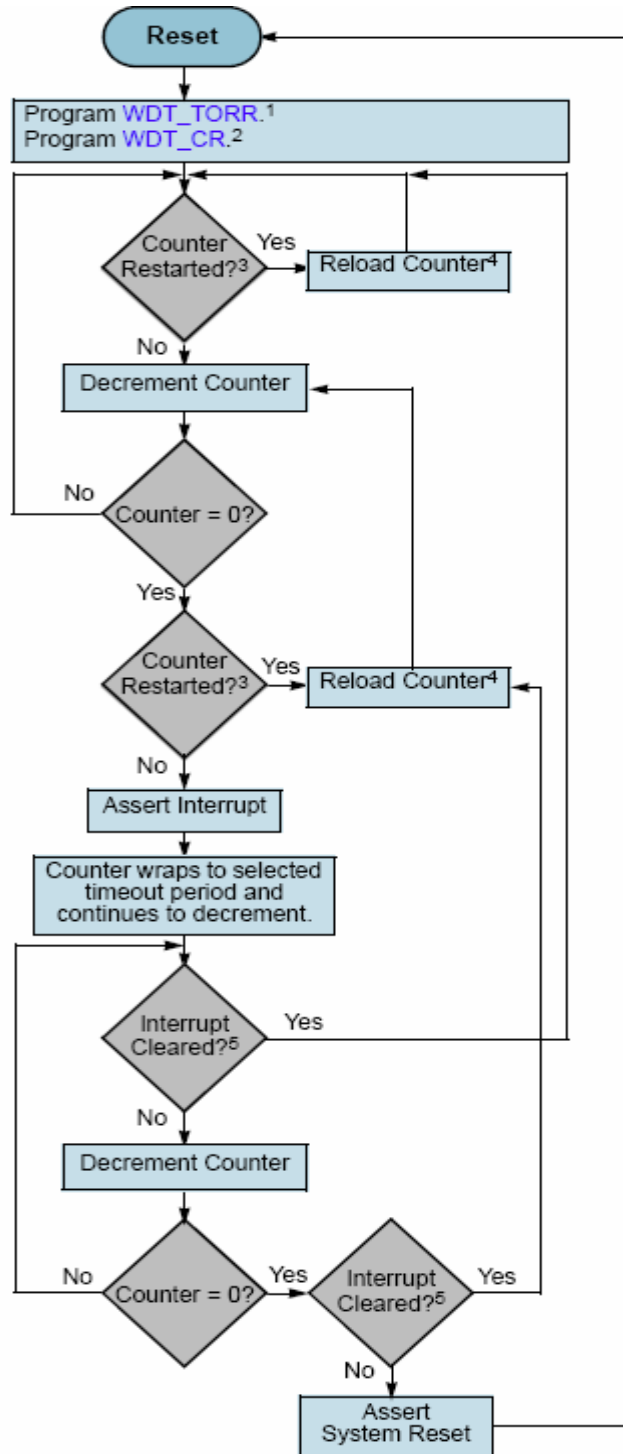 Reset
Program WDT_TORR.1
Program WDT_CR.2
Counter
Restarted?3
Yes
Reload Counter4
No
Decrement Counter
No
Counter = 0?
Yes
Counter
Restarted?3
Yes
Reload Counter4
No
Assert Interrupt
Counter wraps to selected
timeout period and
continues to decrement.
Interrupt
Cleared?5
Yes
No
Decrement Counter
No
Counter = 0?
Yes
Interrupt
Cleared?5
Yes
No
Assert
System Reset